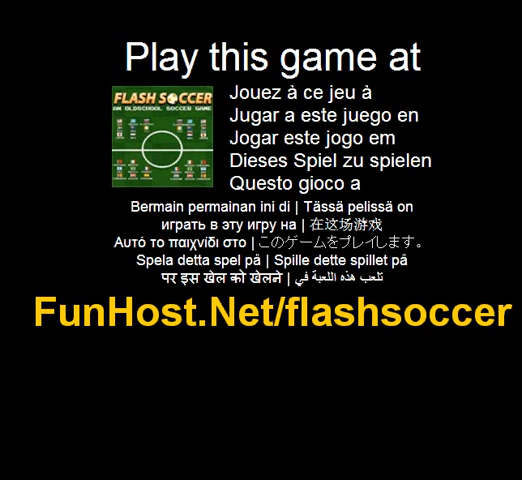 Play this game at
FLASH SOCCER
AN OLDSCHOOL SOCCER GAME
Jouez à ce jeu à
Jugar a este juego en
Jogar este jogo em
Dieses Spiel zu spielen
Questo gioco a
Bermain permainan ini di | Tässä pelissä on
играть в эту игру на | 在这场游戏
Αυτό το παιχνίδι στο | このゲームをプレイします。
Spela detta spel på | Spille dette spillet på
पर इस खेल को खेलने | تلعب هذه اللعبة في
FunHost.Net/flashsoccer